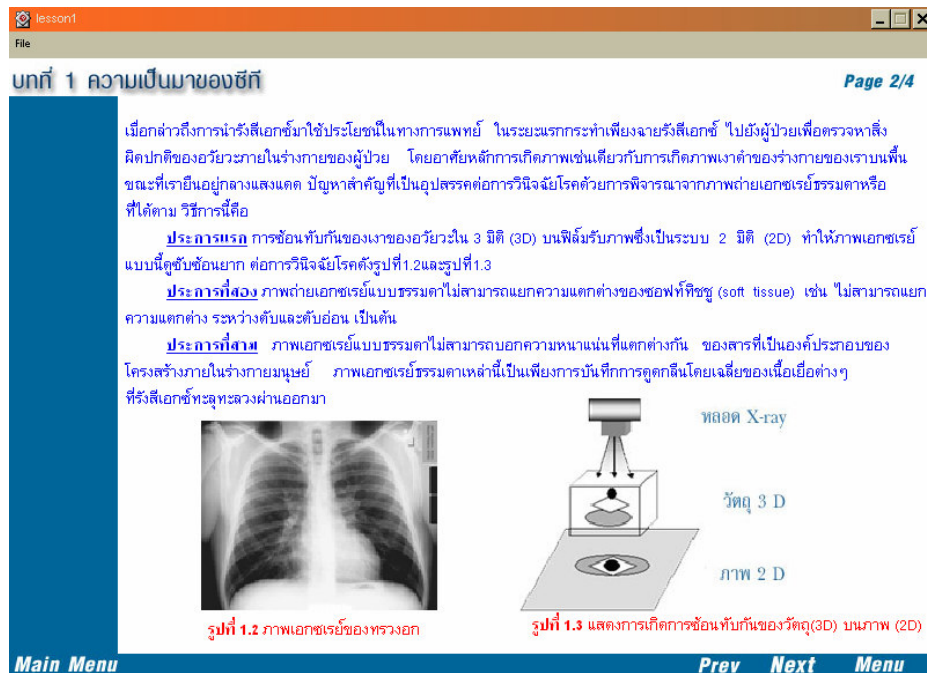 lesson1
File
บทที่ 1 ความเป็นมาของซีที
Page 2/4
เมื่อกล่าวถึงการนำรังสีเอกซ์มาใช้ประโยชน์ในทางการแพทย์ ในระยะแรกกระทำเพียงฉายรังสีเอกซ์ ไปยังผู้ป่วยเพื่อตรวจหาสิ่ง
ผิดปกติของอวัยวะภายในร่างกายของผู้ป่วย โดยอาศัยหลักการเกิดภาพเช่นเดียวกับการเกิดภาพเงาดำของร่างกายของเราบนพื้น
ขณะที่เรายืนอยู่กลางแสงแดด ปัญหาสำคัญที่เป็นอุปสรรคต่อการวินิจฉัยโรคด้วยการพิจารณาจากภาพถ่ายเอกซเรย์ธรรมดาหรือ
ที่ได้ตาม วิธีการนี้คือ
ประการแรก การซ้อนทับกันของเงาของอวัยวะใน 3 มิติ (3D) บนฟิล์มรับภาพซึ่งเป็นระบบ 2 มิติ (2D) ทำให้ภาพเอกซเรย์
แบบนี้ดูซับซ้อนยาก ต่อการวินิจฉัยโรคดังรูปที่1.2และรูปที่1.3
ประการที่สอง ภาพถ่ายเอกซเรย์แบบธรรมดาไม่สามารถแยกความแตกต่างของซอฟท์ทิชชู (soft tissue) เช่น ไม่สามารถแยก
ความแตกต่าง ระหว่างตับและตับอ่อน เป็นต้น
ประการที่สาม ภาพเอกซเรย์แบบธรรมดาไม่สามารถบอกความหนาแน่นที่แตกต่างกัน ของสารที่เป็นองค์ประกอบของ
โครงสร้างภายในร่างกายมนุษย์ ภาพเอกซเรย์ธรรมดาเหล่านี้เป็นเพียงการบันทึกการดูดกลืนโดยเฉลี่ยของเนื้อเยื่อต่างๆ
ที่รังสีเอกซ์ทะลุทะลวงผ่านออกมา
หลอด X-ray
วัตถุ 3 D
ภาพ 2 D
รูปที่ 1.2 ภาพเอกซเรย์ของทรวงอก
รูปที่ 1.3 แสดงการเกิดการซ้อนทับกันของวัตถุ(3D) บนภาพ (2D)
Main Menu
Prev Next Menu